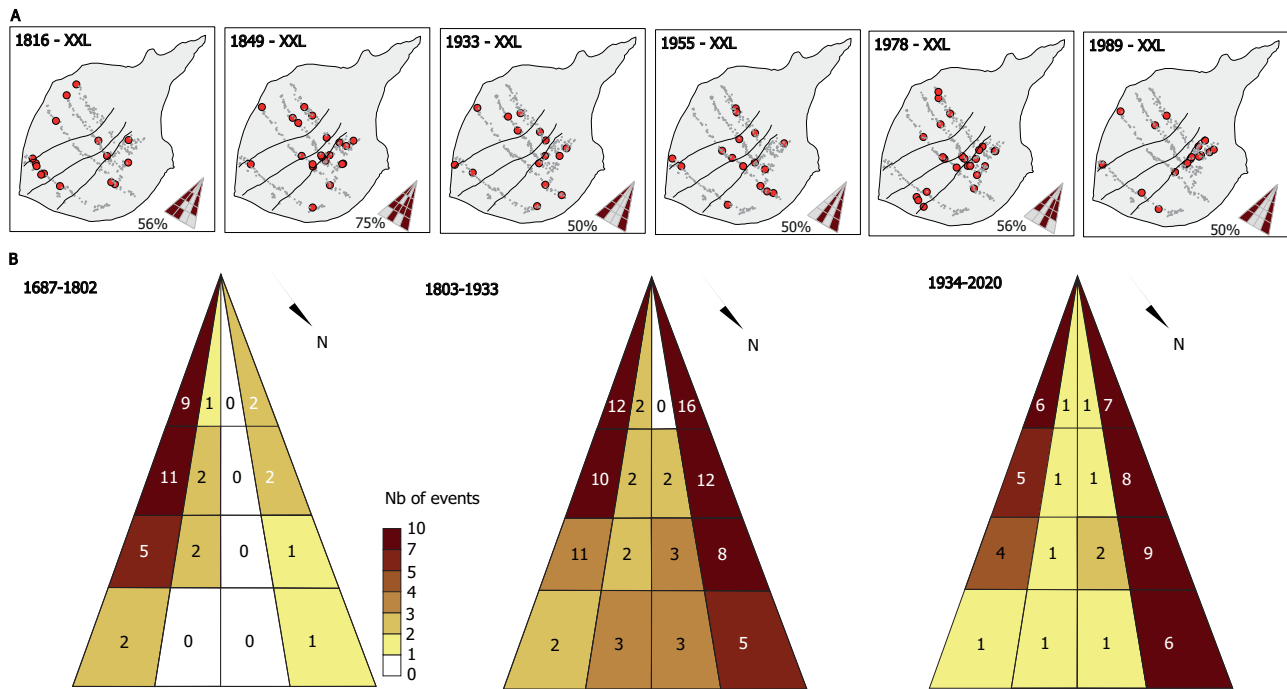 A
1816 - XXL 1849 - XXL 1933 - XXL 1955 - XXL 1978 - XXL 1989 - XXL
56% 75% 50% 50% 56% 50%
B
1687-1802 1803-1933 1934-2020
N N N
9 1 0 2 12 2 0 16 6 1 1 7
11 2 0 2 10 2 2 12 5 1 1 8
Nb of events
10
7
5
4
3
2
1
0
5 2 0 1 11 2 3 8 4 1 2 9
2 0 0 1 2 3 3 5 1 1 1 6